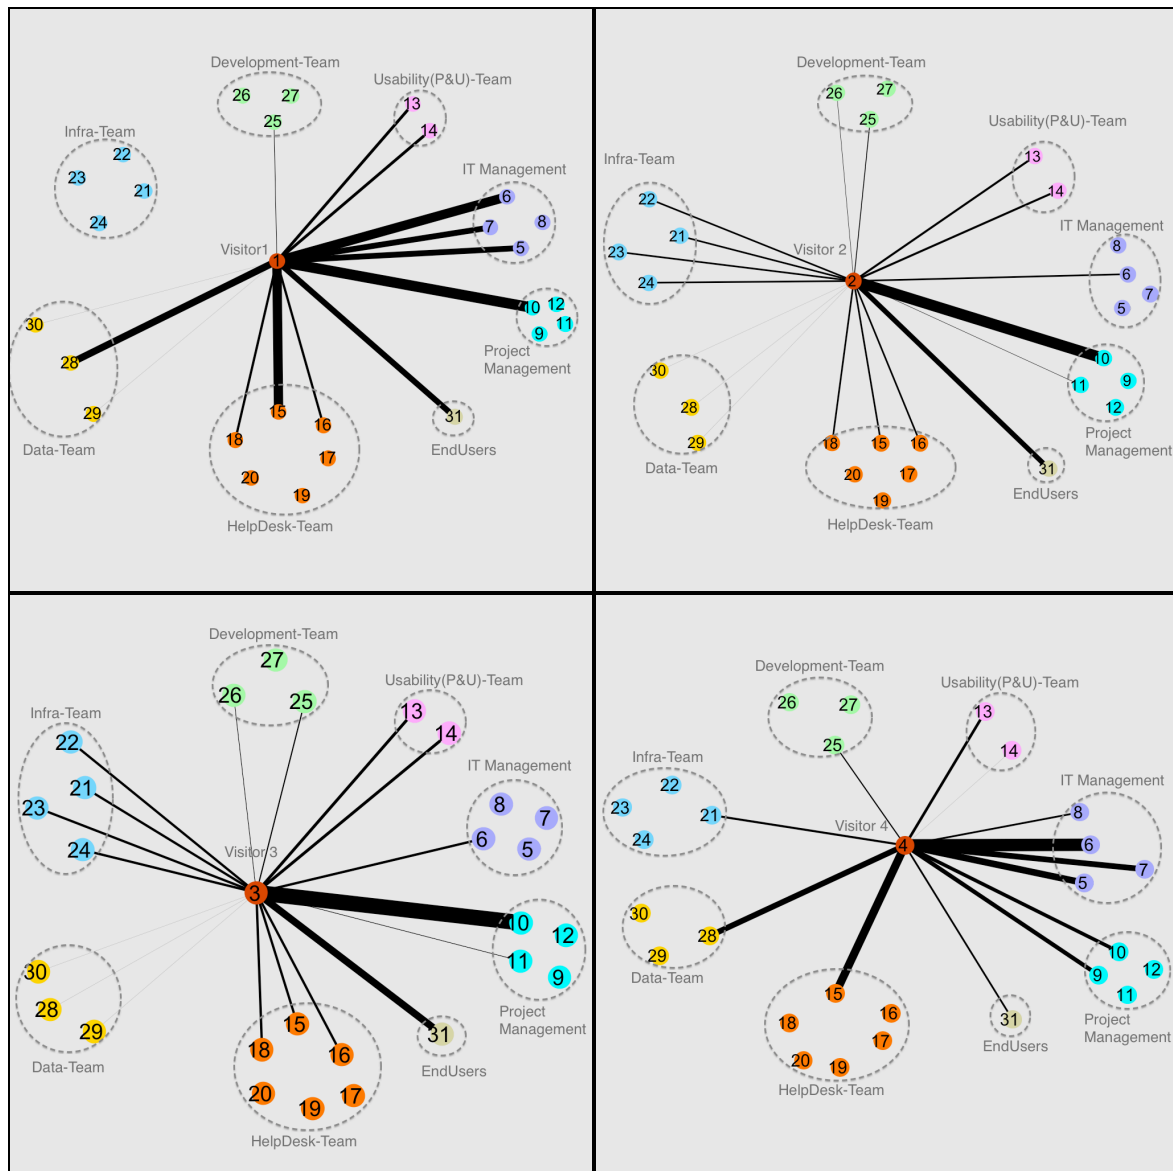 Development-Team
26 27
25
Usability(P&U)-Team
13
14
Infra-Team
22
23 21
24
IT Management
6
7 8
5
Visitor1
1
10 12
9 11
Project
Management
30
28
29
Data-Team
15
18 16
17
20
19
HelpDesk-Team
31
EndUsers
Development-Team
26 27
25
Usability(P&U)-Team
13
14
Infra-Team
22
21
23
24
IT Management
8
6
7
5
Visitor 2
2
10
11 9
12
Project
Management
30
28
29
Data-Team
18 15 16
20 17
19
HelpDesk-Team
31
EndUsers
Development-Team
27
26 25
Usability(P&U)-Team
13
14
Infra-Team
22
21
23
24
IT Management
8
7
6
5
Visitor 3
3
10
12
11
9
Project
Management
30
28
29
Data-Team
15
18 16
20 17
19
HelpDesk-Team
31
EndUsers
Development-Team
26 27
25
Usability(P&U)-Team
13
14
Infra-Team
22
23 21
24
IT Management
8
6
7
5
Visitor 4
4
10
9 12
11
Project
Management
30
28
29
Data-Team
15
18 16
17
20 19
HelpDesk-Team
31
EndUsers